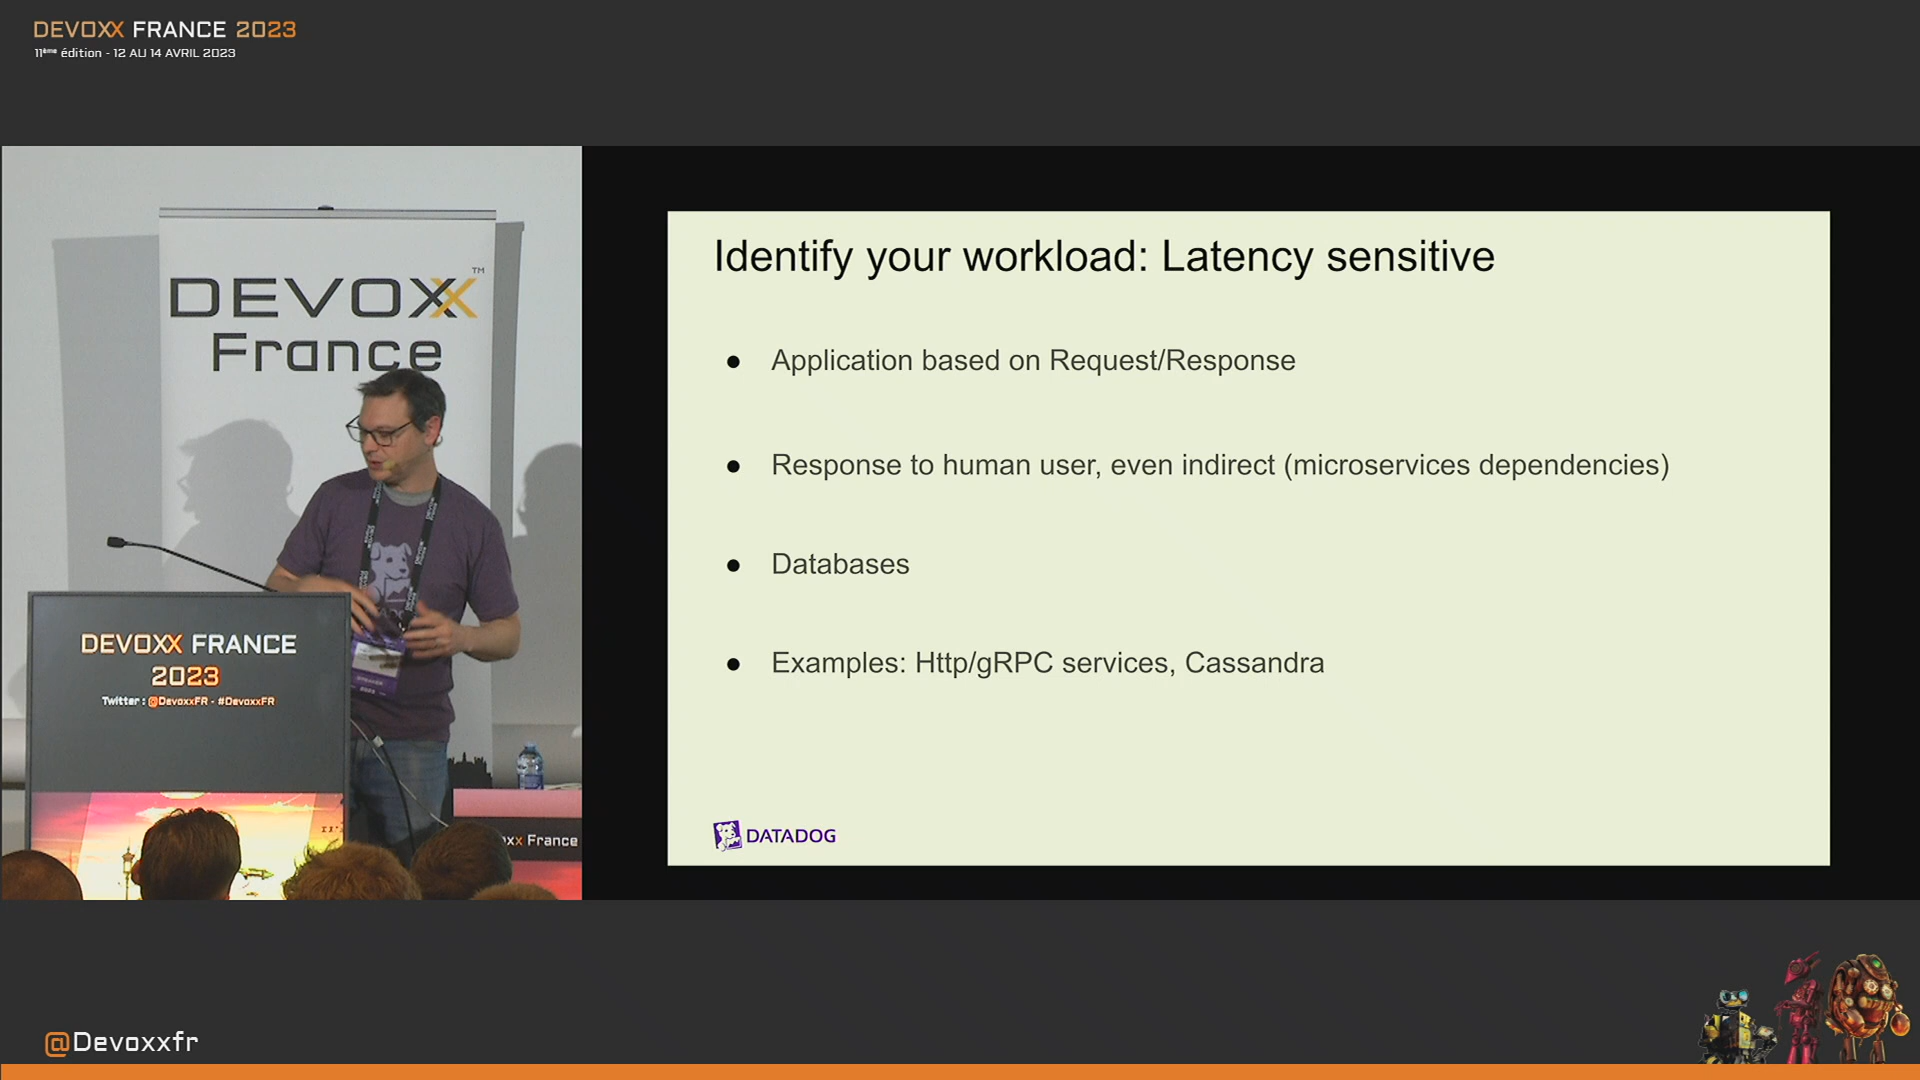 DEVOXX FRANCE 2023
11ème édition - 12 AU 14 AVRIL 2023
DEVOXX™
France
DEVOXX FRANCE
2023
Twitter : @DevoxxFR - #DevoxxFR
France
Identify your workload: Latency sensitive
● Application based on Request/Response
● Response to human user, even indirect (microservices dependencies)
● Databases
● Examples: Http/gRPC services, Cassandra
DATADOG
@Devoxxfr